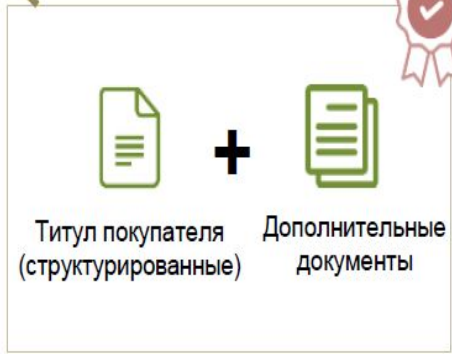 +
Титул покупателя
(структурированные)
Дополнительные
документы